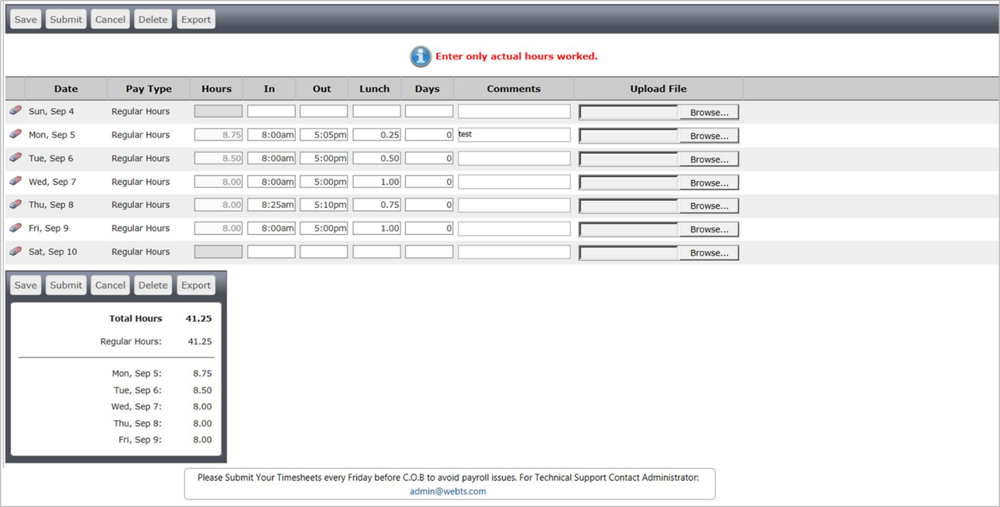 Save Submit Cancel Delete Export
Enter only actual hours worked.
Date Pay Type Hours In Out Lunch Days Comments Upload File
Sun, Sep 4 Regular Hours Browse...
Mon, Sep 5 Regular Hours 8.75 8:00am 5:05pm 0.25 0 test Browse...
Tue, Sep 6 Regular Hours 8.50 8:00am 5:00pm 0.50 0 Browse...
Wed, Sep 7 Regular Hours 8.00 8:00am 5:00pm 1.00 0 Browse...
Thu, Sep 8 Regular Hours 8.00 8:25am 5:10pm 0.75 0 Browse...
Fri, Sep 9 Regular Hours 8.00 8:00am 5:00pm 1.00 0 Browse...
Sat, Sep 10 Regular Hours Browse...
Save Submit Cancel Delete Export
Total Hours 41.25
Regular Hours: 41.25
Mon, Sep 5: 8.75
Tue, Sep 6: 8.50
Wed, Sep 7: 8.00
Thu, Sep 8: 8.00
Fri, Sep 9: 8.00
Please Submit Your Timesheets every Friday before C.O.B to avoid payroll issues. For Technical Support Contact Administrator:
admin@webts.com